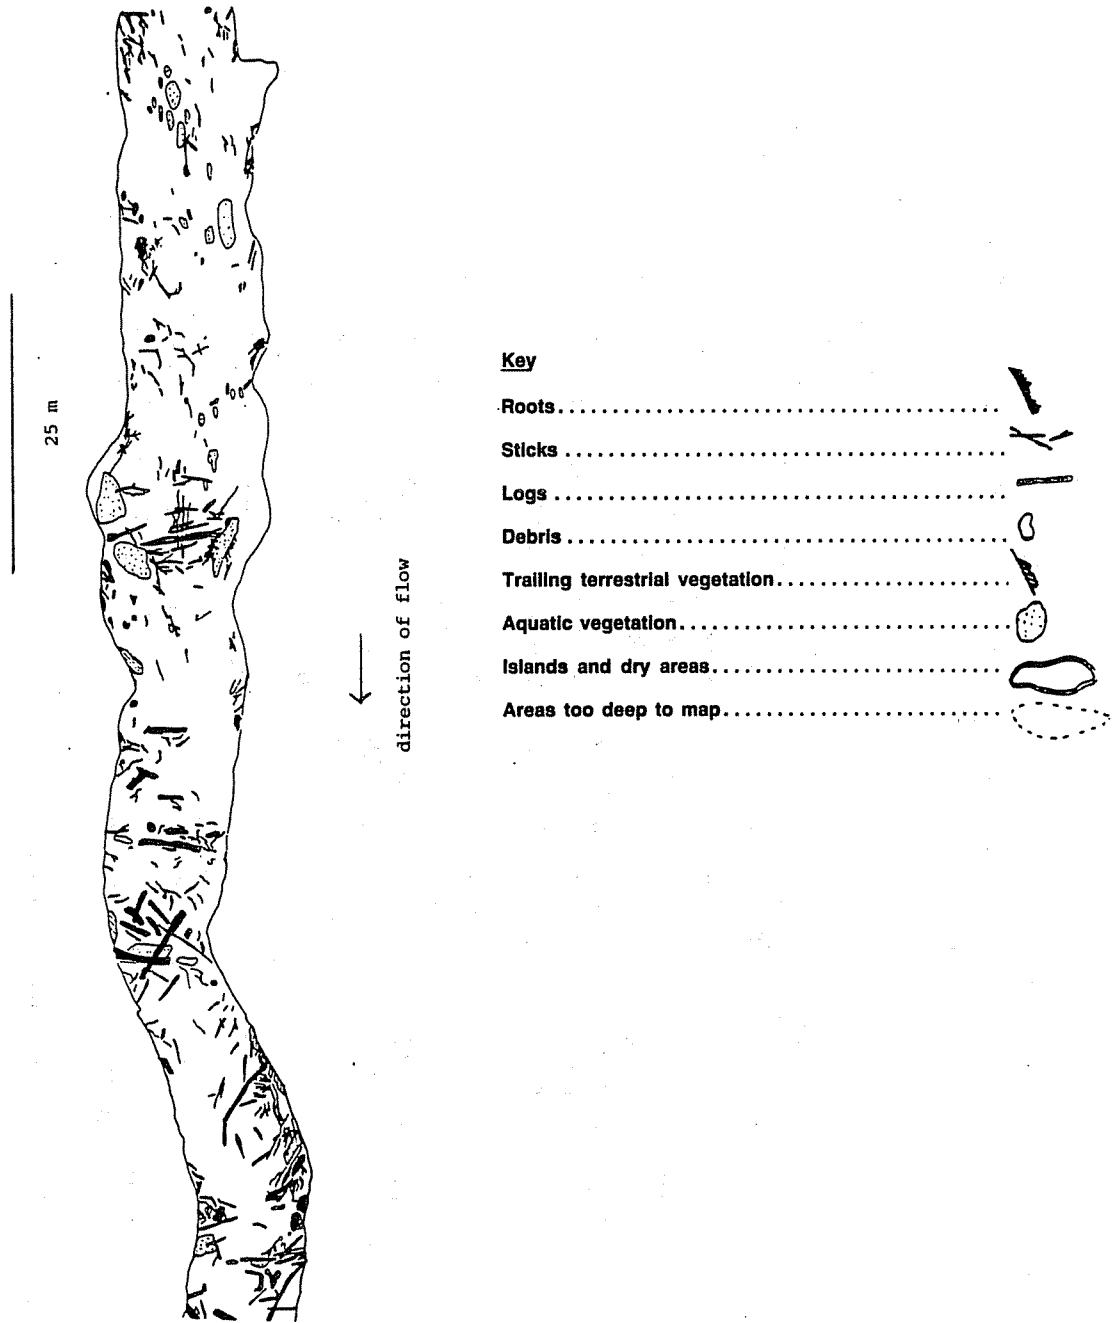 25 m
direction of flow
Key
Roots
Sticks
Logs
Debris
Trailing terrestrial vegetation
Aquatic vegetation
Islands and dry areas
Areas too deep to map